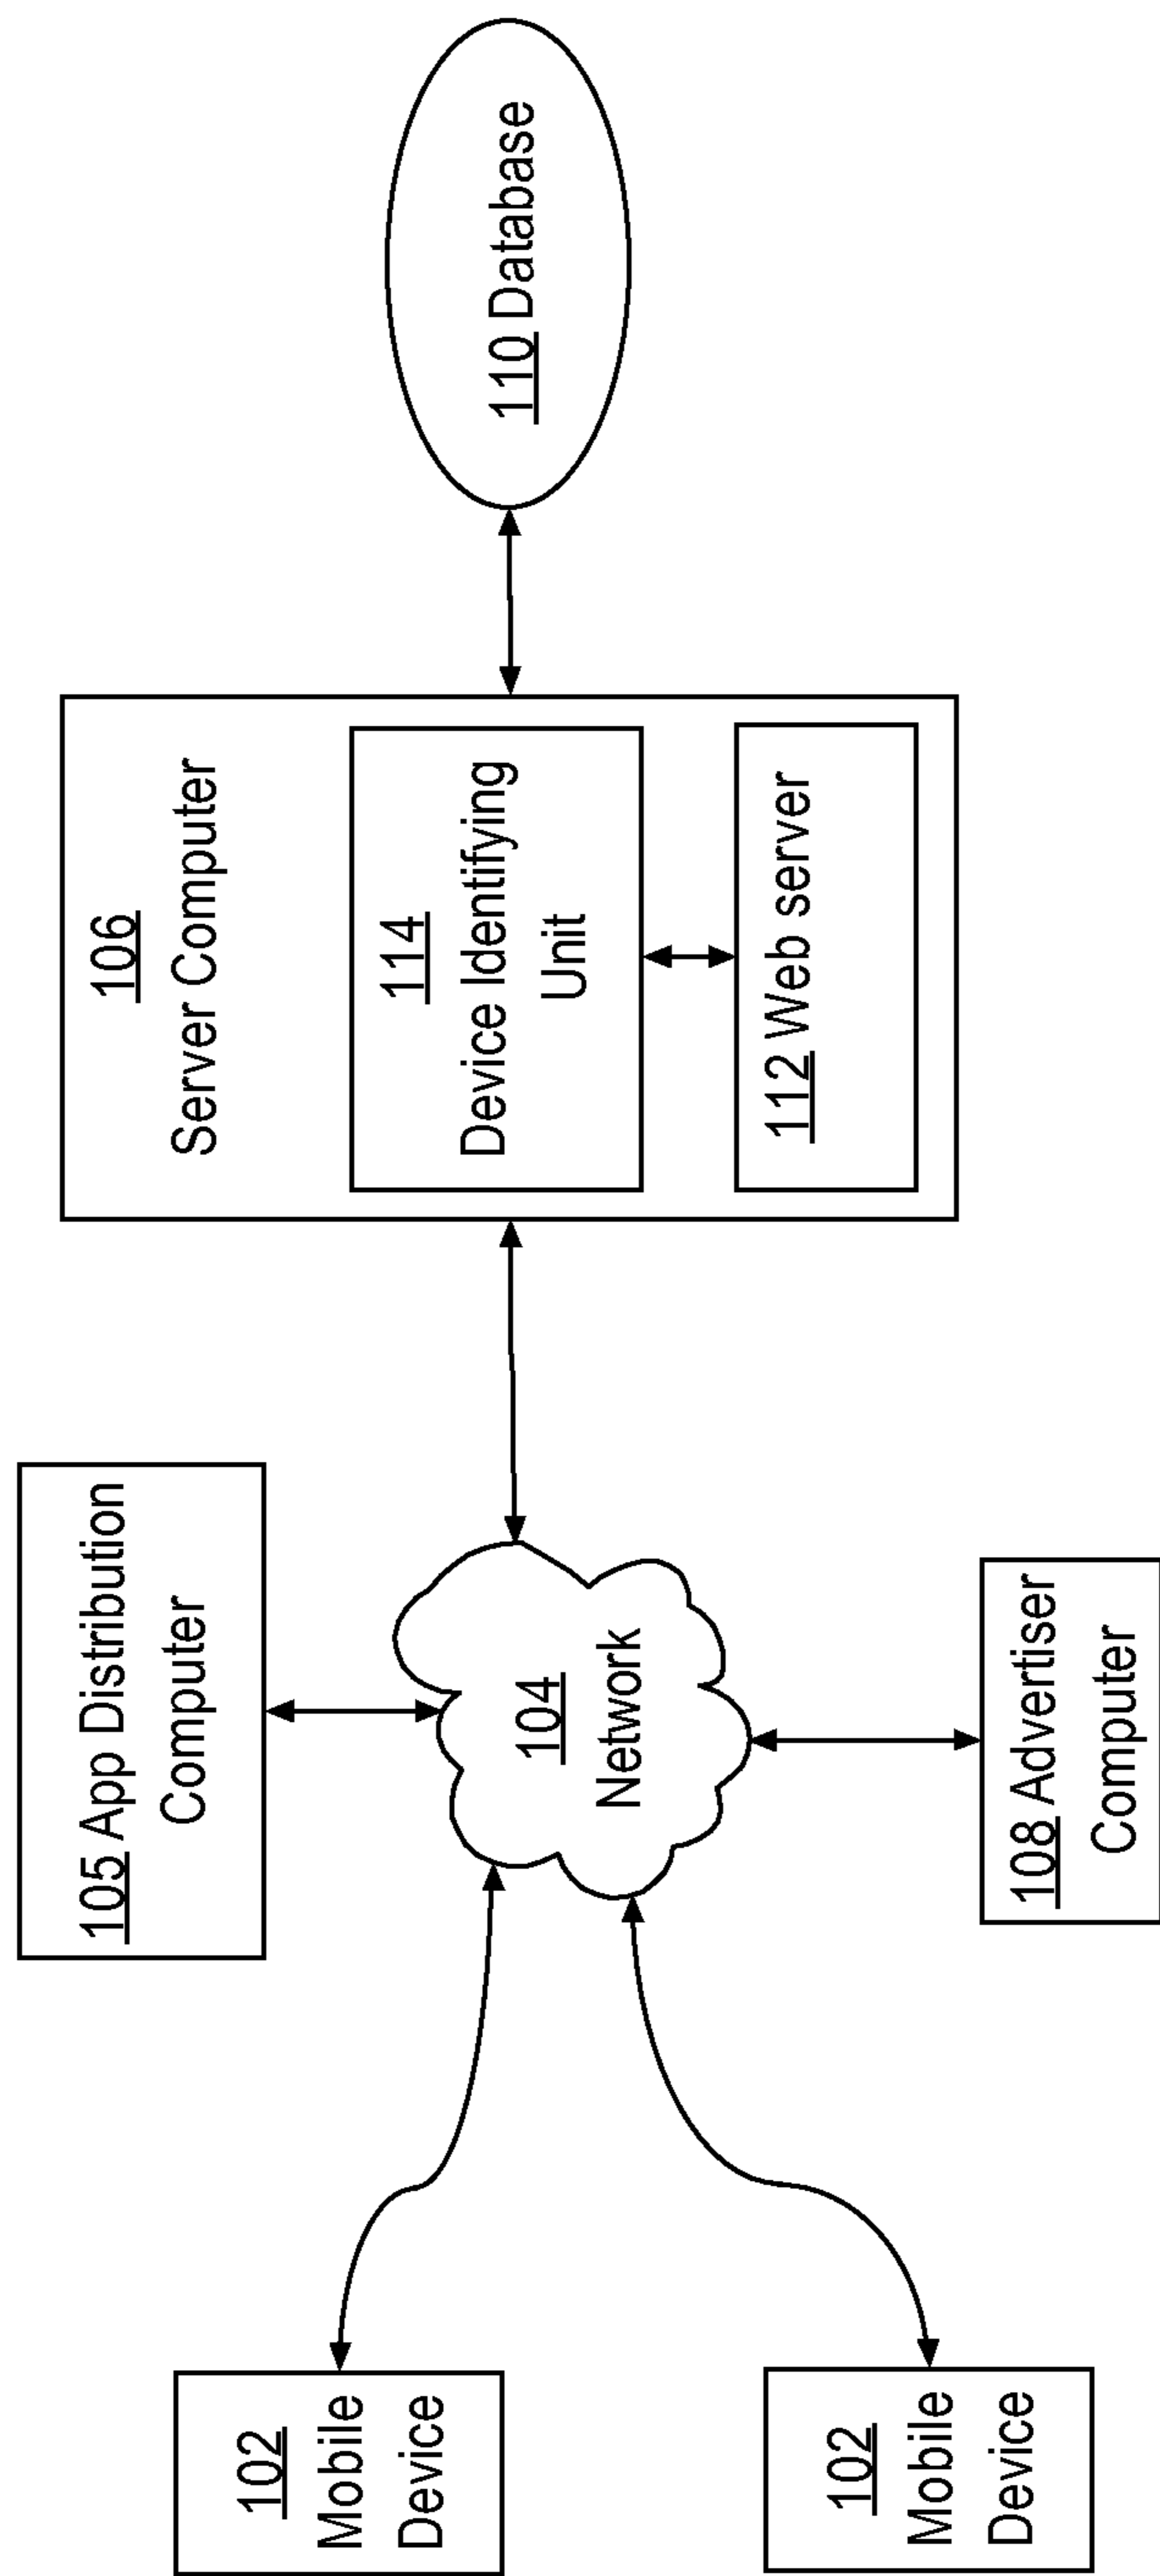 105 App Distribution
Computer
106
Server Computer
102
Mobile
Device
104
Network
114
Device Identifying
Unit
110 Database
112 Web server
102
Mobile
Device
108 Advertiser
Computer